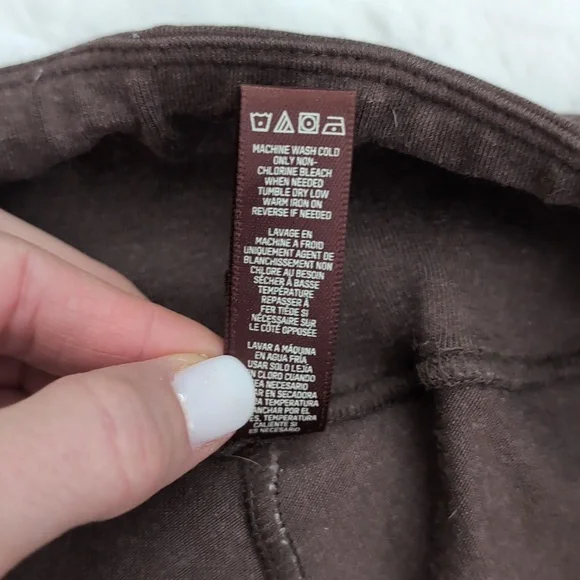 MACHINE WASH COLD
ONLY NON-
CHLORINE BLEACH
WHEN NEEDED
TUMBLE DRY LOW
WARM IRON ON
REVERSE IF NEEDED
LAVAGE EN
MACHINE A FROID
UNIQUEMENT AGENT DE
BLANCHISSEMENT NON
CHLORE AU BESOIN
SÉCHER À BASSE
TEMPÉRATURE
REPASSER À
FER TIÈDE SI
NÉCESSAIRE SUR
LE CÔTÉ OPPOSÉE
LAVAR A MÁQUINA
EN AGUA FRÍA
USAR SOLO LEJÍA
CLORO CUANDO
NECESARIO
EN SECADORA
TEMPERATURA
POR EL
TEMPERATURA
CALIENTE SI
ES NECESARIO